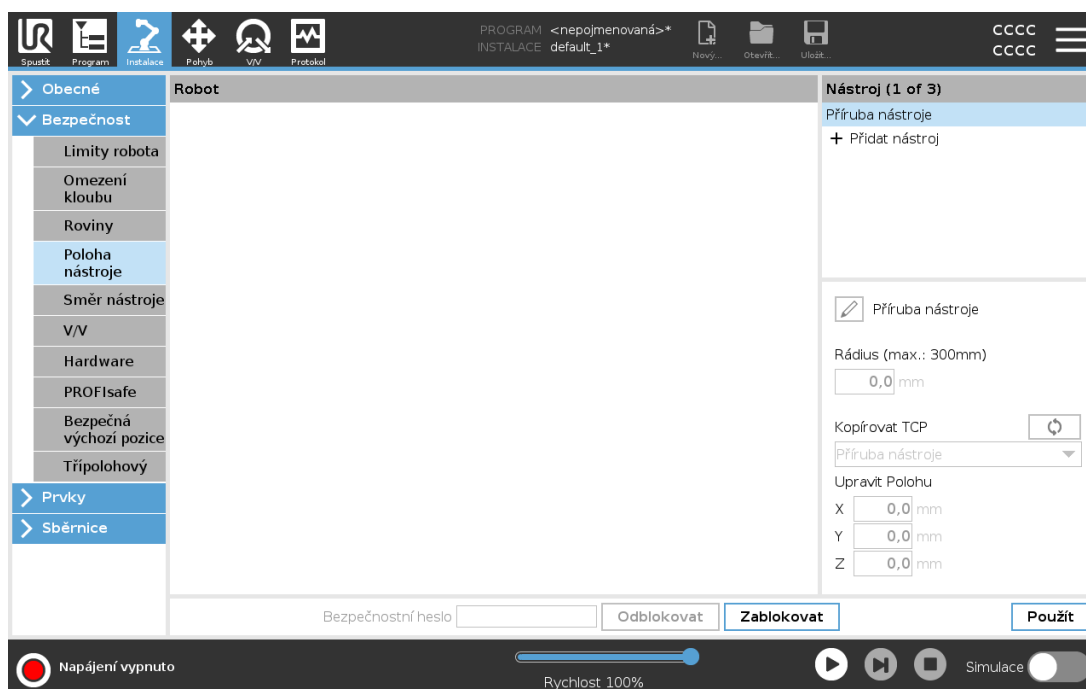 PROGRAM <nepojmenovaná>*
INSTALACE default_1*
Spustit Program Instalace Pohyb V/V Protokol
Nový... Otevřít... Uložit...
CCCC
CCCC
Obecné
Bezpečnost
Limity robota
Omezení
kloubu
Roviny
Poloha
nástroje
Směr nástroje
V/V
Hardware
PROFIsafe
Bezpečná
výchozí pozice
Třípolohový
Prvky
Sběrnice
Robot
Nástroj (1 of 3)
Příruba nástroje
+ Přidat nástroj
Příruba nástroje
Rádius (max.: 300mm)
0,0 mm
Kopírovat TCP
Příruba nástroje
Upravit Polohu
X 0,0 mm
Y 0,0 mm
Z 0,0 mm
Bezpečnostní heslo Odblokovat Zablokovat Použít
Napájení vypnuto
Rychlost 100%
Simulace